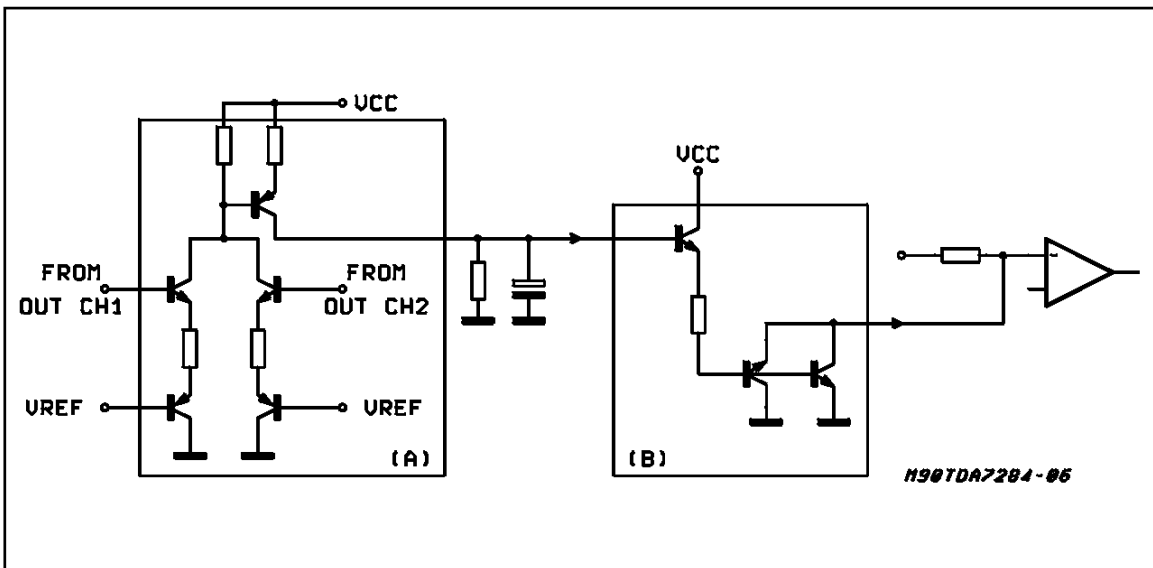 VCC
VCC
FROM
OUT CH1
FROM
OUT CH2
VREF
VREF
(A)
(B)
M90TDA7284-06